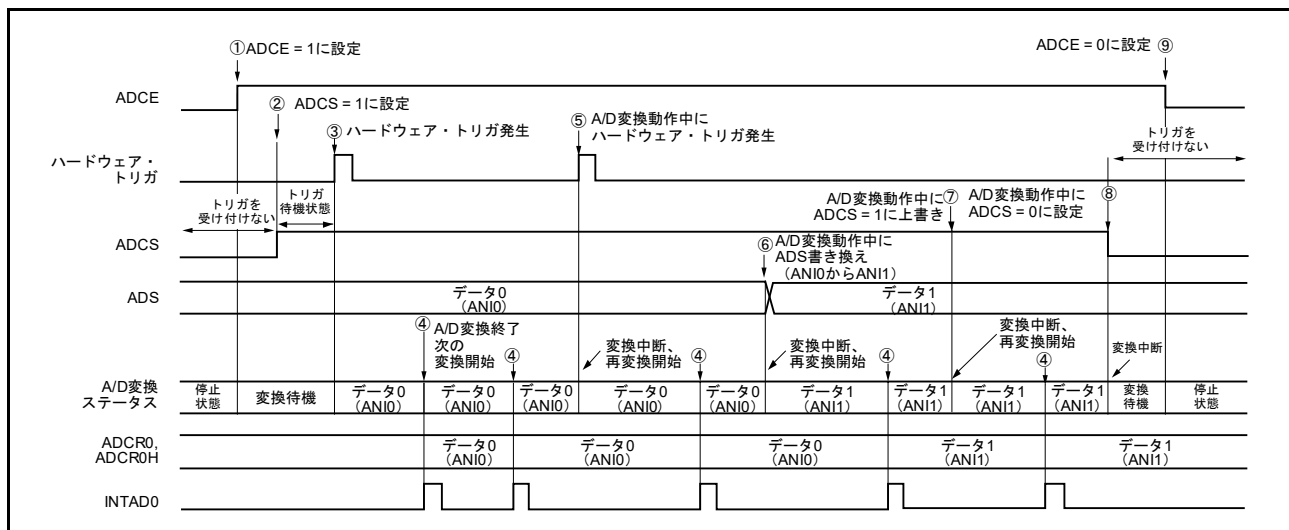 ①ADCE = 1に設定
ADCE = 0に設定 ⑨
ADCE
② ADCS = 1に設定
③ハードウェア・トリガ発生
⑤A/D変換動作中に
ハードウェア・トリガ発生
ハードウェア・
トリガ
トリガを
受け付けない
トリガ
待機状態
トリガを
受け付けない
A/D変換動作中に⑦
ADCS = 1に上書き
A/D変換動作中に⑧
ADCS = 0に設定
ADCS
⑥A/D変換動作中に
ADS書き換え
(ANI0からANI1)
ADS
データ0
(ANI0)
データ1
(ANI1)
④A/D変換終了
次の
変換開始
④
変換中断、
再変換開始
④
変換中断、
再変換開始
④
変換中断、
再変換開始
④
変換中断
A/D変換
ステータス
停止
状態
変換待機
データ0
(ANI0)
データ0
(ANI0)
データ0
(ANI0)
データ0
(ANI0)
データ0
(ANI0)
データ1
(ANI1)
データ1
(ANI1)
データ1
(ANI1)
データ1
(ANI1)
変換
待機
停止
状態
ADCR0,
ADCR0H
データ0
(ANI0)
データ0
(ANI0)
データ0
(ANI0)
データ1
(ANI1)
データ1
(ANI1)
INTAD0